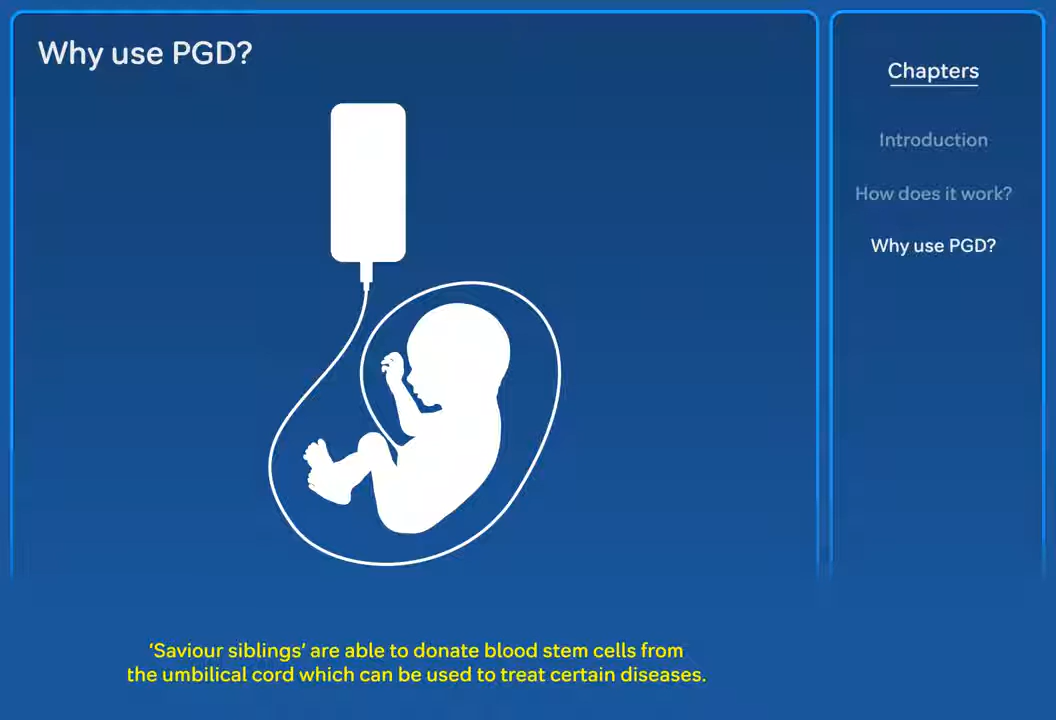 Why use PGD?
Chapters
Introduction
How does it work?
Why use PGD?
‘Saviour siblings’ are able to donate blood stem cells from
the umbilical cord which can be used to treat certain diseases.